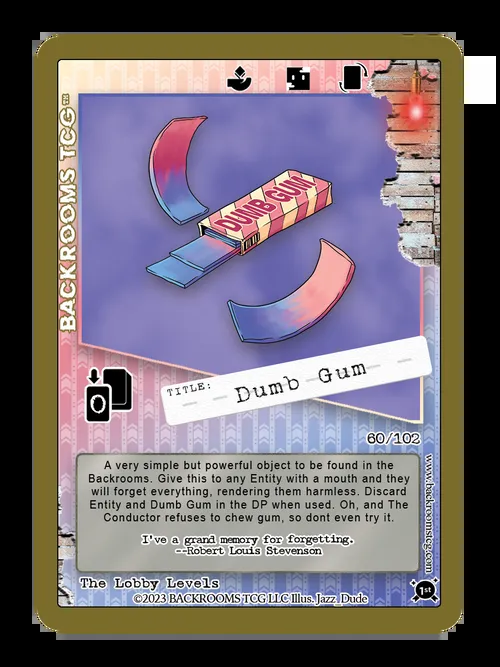 BACKROOMS TCG™
DUMB GUM
TITLE:
Dumb Gum
60/102
A very simple but powerful object to be found in the
Backrooms. Give this to any Entity with a mouth and they
will forget everything, rendering them harmless. Discard
Entity and Dumb Gum in the DP when used. Oh, and The
Conductor refuses to chew gum, so dont even try it.
I've a grand memory for forgetting.
--Robert Louis Stevenson
www.backroomstcg.com
The Lobby Levels
©2023 BACKROOMS TCG LLC Illus. Jazz_Dude
1st